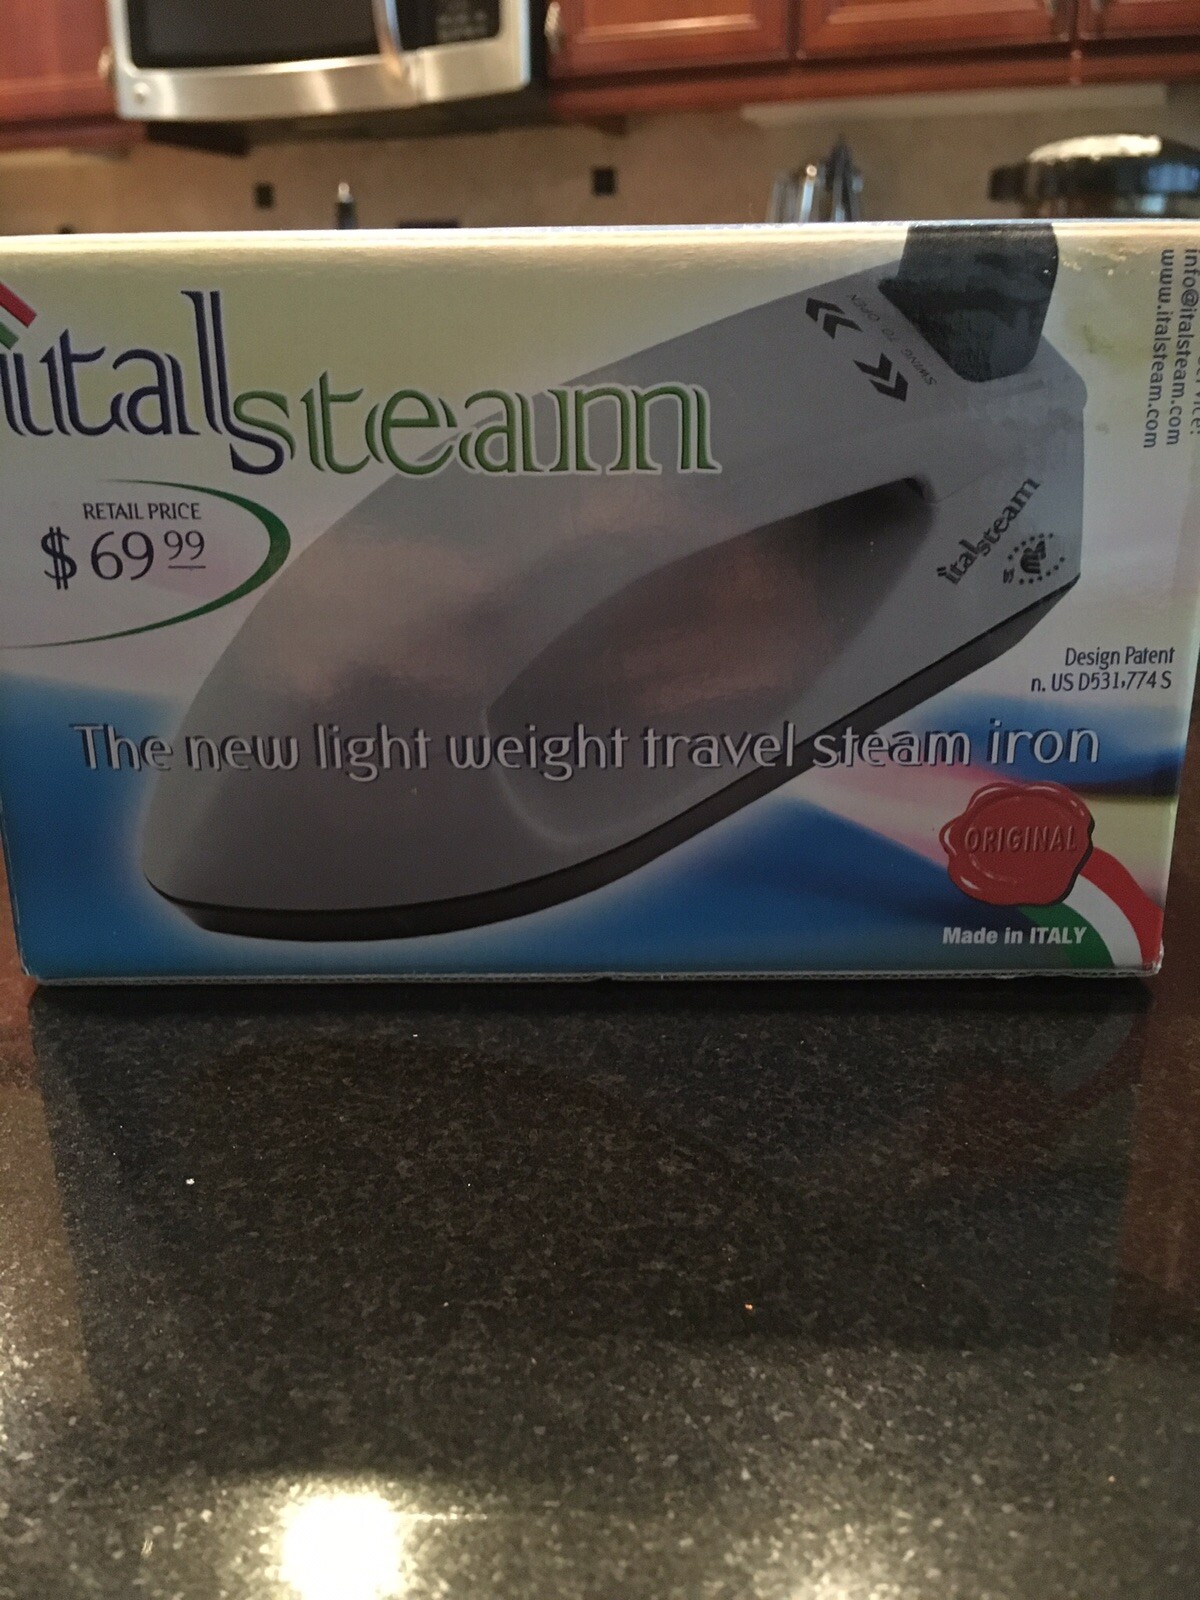 italsteam
RETAIL PRICE
$ 69 99
SWING TO OPEN
italsteam
info@italsteam.com
www.italsteam.com
Design Patent
n. US D531,774 S
The new light weight travel steam iron
ORIGINAL
Made in ITALY